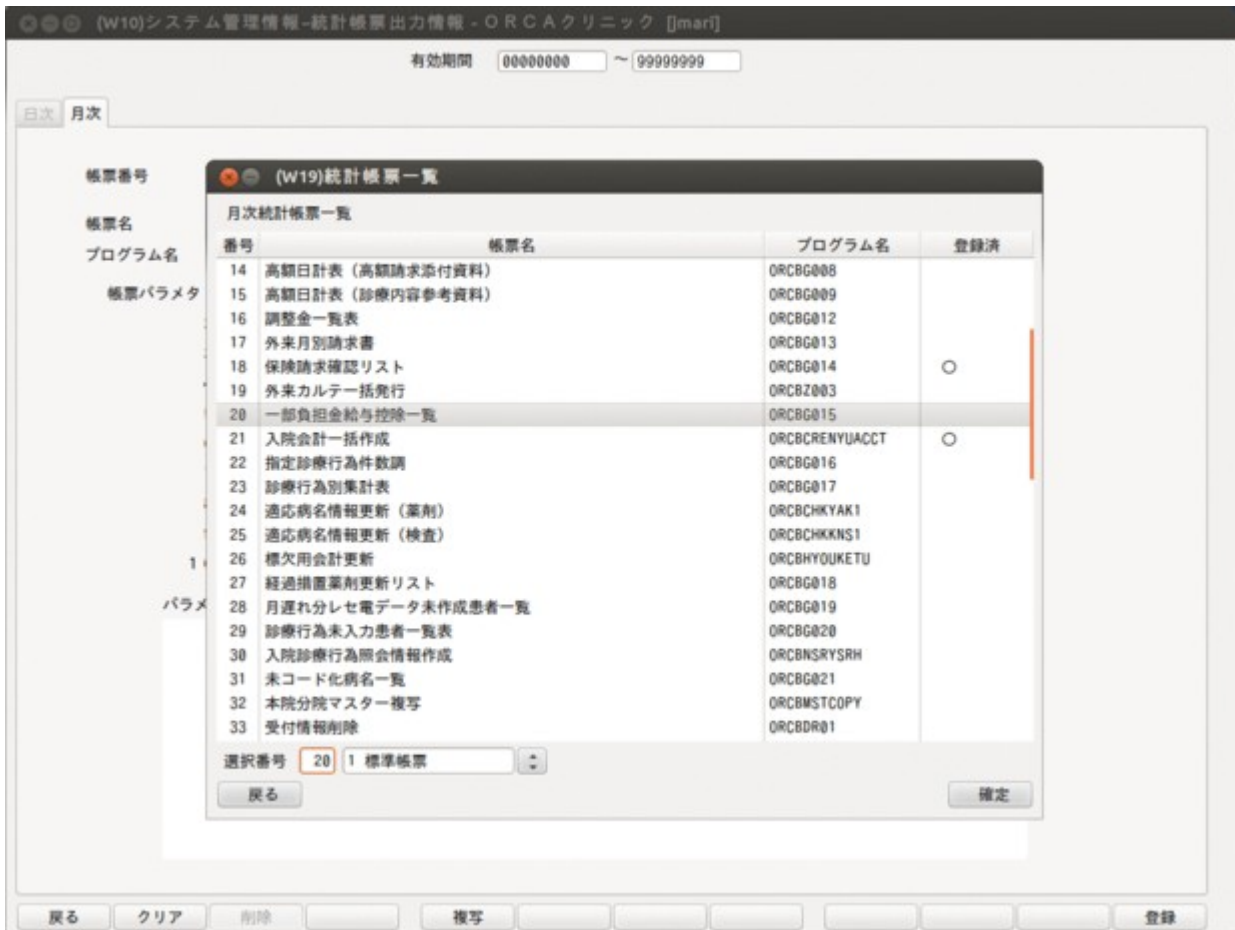 (W10)システム管理情報-統計帳票出力情報 - ORCAクリニック [jmari]
有効期間 00000000 ~ 99999999
日次 月次
帳票番号
帳票名
プログラム名
帳票パラメタ
1
パラメ
(W19)統計帳票一覧
月次統計帳票一覧
番号 帳票名 プログラム名 登録済
14 高額日計表（高額請求添付資料） ORCBG008
15 高額日計表（診療内容参考資料） ORCBG009
16 調整金一覧表 ORCBG012
17 外来月別請求書 ORCBG013
18 保険請求確認リスト ORCBG014 ○
19 外来カルテ一括発行 ORCBZ003
20 一部負担金給与控除一覧 ORCBG015
21 入院会計一括作成 ORCBCRENYUACCT ○
22 指定診療行為件数調 ORCBG016
23 診療行為別集計表 ORCBG017
24 適応病名情報更新（薬剤） ORCBCHKYAK1
25 適応病名情報更新（検査） ORCBCHKKNS1
26 標欠用会計更新 ORCBHYOUKETU
27 経過措置薬剤更新リスト ORCBG018
28 月遅れ分レセ電データ未作成患者一覧 ORCBG019
29 診療行為未入力患者一覧表 ORCBG020
30 入院診療行為照会情報作成 ORCBNSRYSRH
31 未コード化病名一覧 ORCBG021
32 本院分院マスター複写 ORCBMSTCOPY
33 受付情報削除 ORCBDR01
選択番号 20 1 標準帳票
戻る 確定
戻る クリア 削除 複写 登録